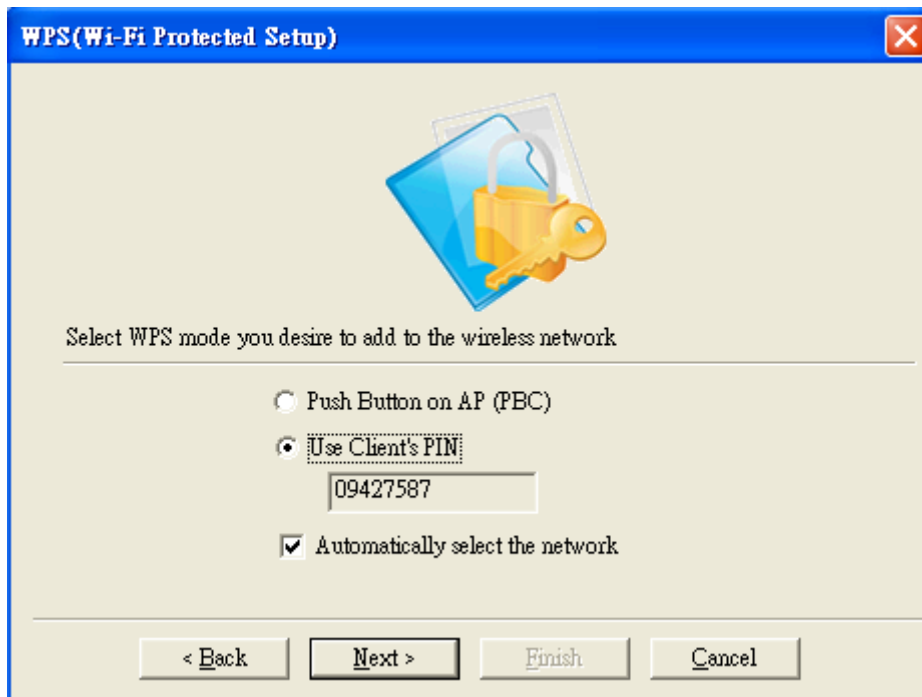 WPS(Wi-Fi Protected Setup)
Select WPS mode you desire to add to the wireless network
Push Button on AP (PBC)
Use Client's PIN
09427587
Automatically select the network
< Back
Next >
Finish
Cancel